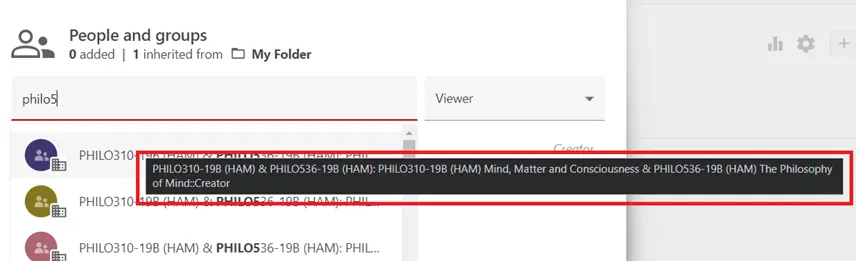 People and groups
0 added | 1 inherited from My Folder
philo5
Viewer
Creator
PHILO310-19B (HAM) & PHILO536-19B (HAM): PHIL...
PHILO310-19B (HAM) & PHILO536-19B (HAM): PHILO310-19B (HAM) Mind, Matter and Consciousness & PHILO536-19B (HAM) The Philosophy
of Mind::Creator
PHILO310-19B (HAM) & PHILO536-19B (HAM): PHIL...
PHILO310-19B (HAM) & PHILO536-19B (HAM): PHIL...